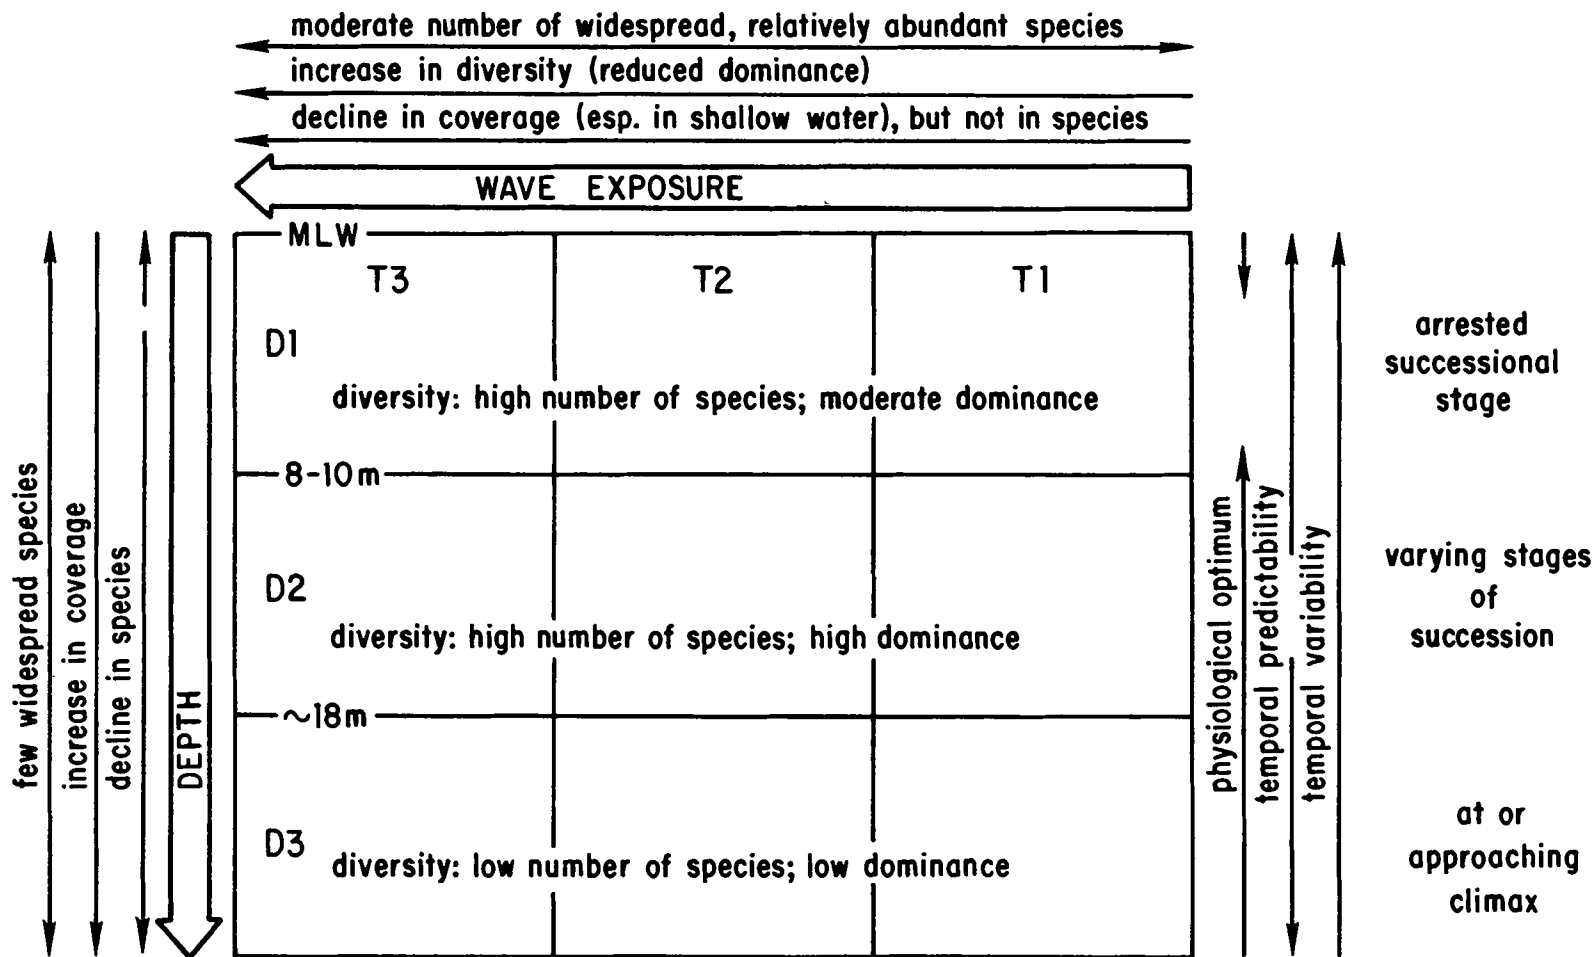 moderate number of widespread, relatively abundant species
increase in diversity (reduced dominance)
decline in coverage (esp. in shallow water), but not in species
WAVE EXPOSURE
MLW
T3
T2
T1
D1
diversity: high number of species; moderate dominance
8-10m
D2
diversity: high number of species; high dominance
~18m
D3
diversity: low number of species; low dominance
few widespread species
increase in coverage
decline in species
DEPTH
physiological optimum
temporal predictability
temporal variability
arrested
successional
stage
varying stages
of
succession
at or
approaching
climax